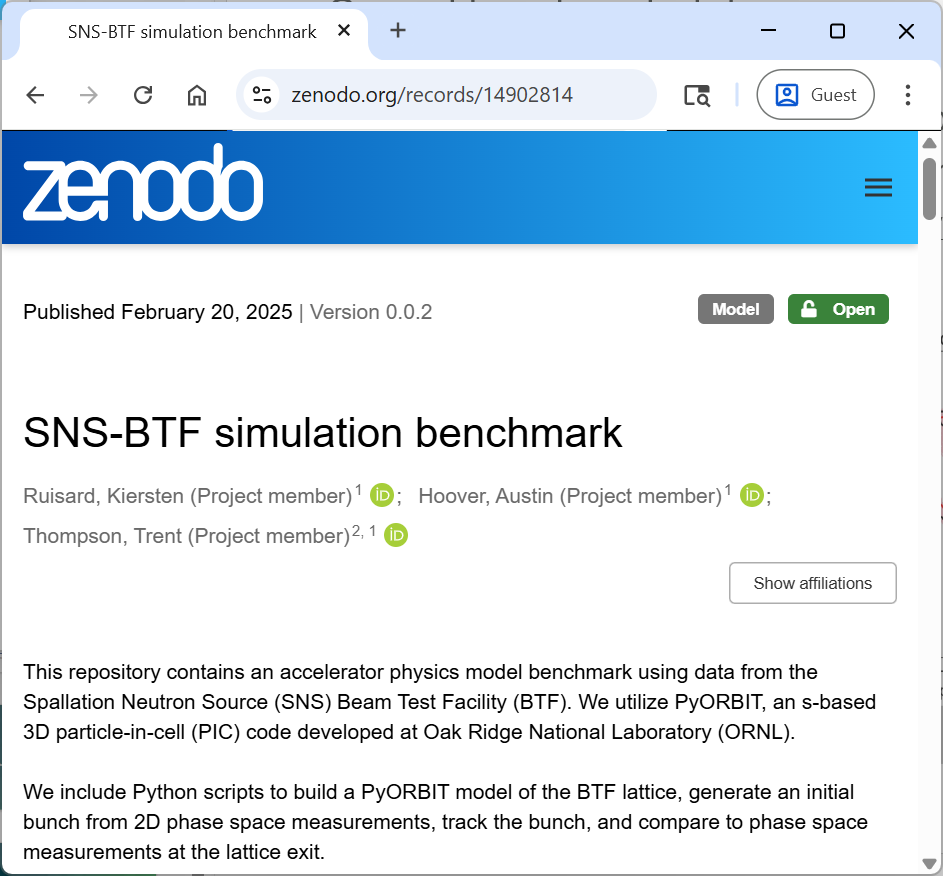 SNS-BTF simulation benchmark
zenodo.org/records/14902814
Guest
zenodo
Published February 20, 2025 | Version 0.0.2
Model
Open
SNS-BTF simulation benchmark
Ruisard, Kiersten (Project member)1 iD; Hoover, Austin (Project member)1 iD;
Thompson, Trent (Project member)2, 1 iD
Show affiliations
This repository contains an accelerator physics model benchmark using data from the
Spallation Neutron Source (SNS) Beam Test Facility (BTF). We utilize PyORBIT, an s-based
3D particle-in-cell (PIC) code developed at Oak Ridge National Laboratory (ORNL).
We include Python scripts to build a PyORBIT model of the BTF lattice, generate an initial
bunch from 2D phase space measurements, track the bunch, and compare to phase space
measurements at the lattice exit.